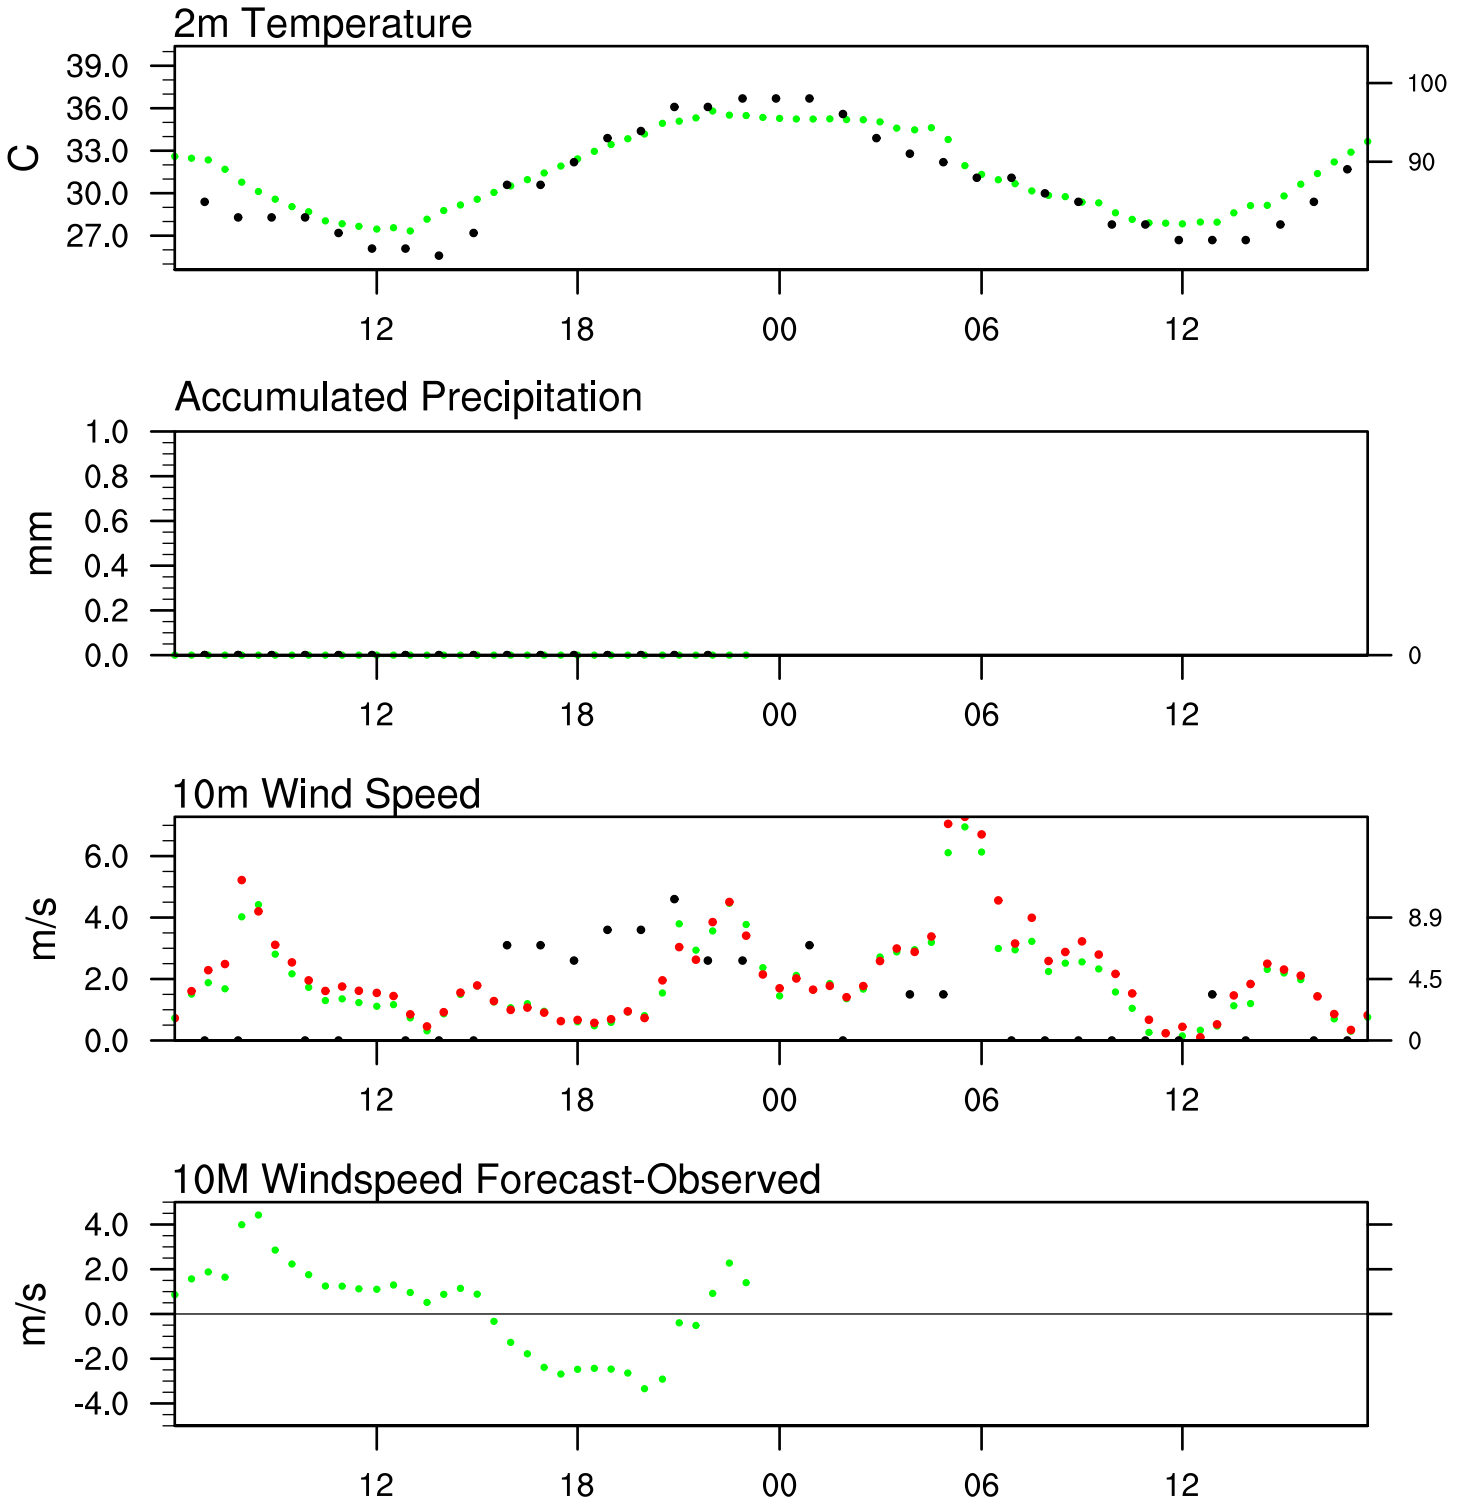 2m Temperature
39.0
36.0
33.0
30.0
27.0
C
100
90
12 18 00 06 12
Accumulated Precipitation
1.0
0.8
0.6
0.4
0.2
0.0
mm
0
12 18 00 06 12
10m Wind Speed
6.0
4.0
2.0
0.0
m/s
8.9
4.5
0
12 18 00 06 12
10M Windspeed Forecast-Observed
4.0
2.0
0.0
-2.0
-4.0
m/s
12 18 00 06 12